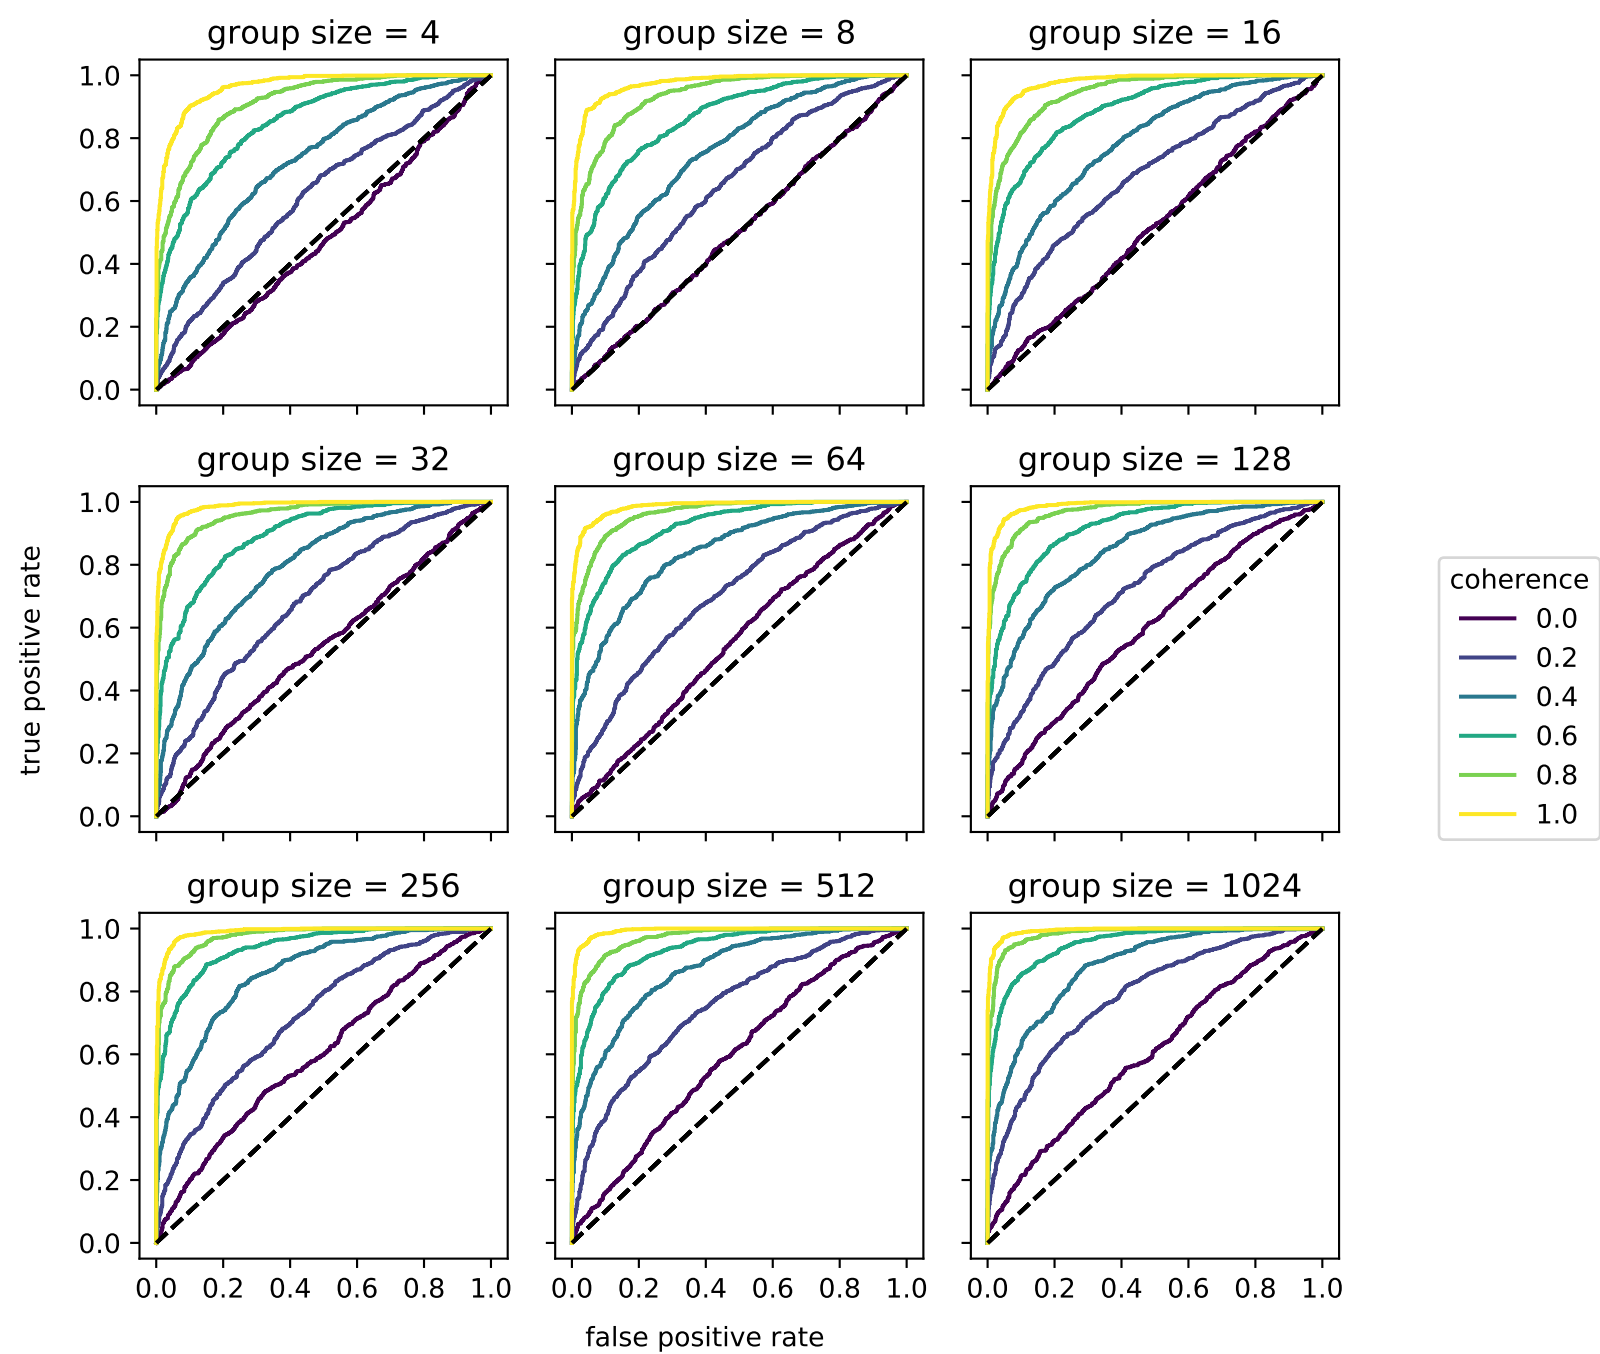 group size = 4
group size = 8
group size = 16
1.0
0.8
0.6
0.4
0.2
0.0
group size = 32
group size = 64
group size = 128
1.0
0.8
0.6
0.4
0.2
0.0
true positive rate
coherence
0.0
0.2
0.4
0.6
0.8
1.0
group size = 256
group size = 512
group size = 1024
1.0
0.8
0.6
0.4
0.2
0.0
0.0 0.2 0.4 0.6 0.8 1.0
0.0 0.2 0.4 0.6 0.8 1.0
0.0 0.2 0.4 0.6 0.8 1.0
false positive rate